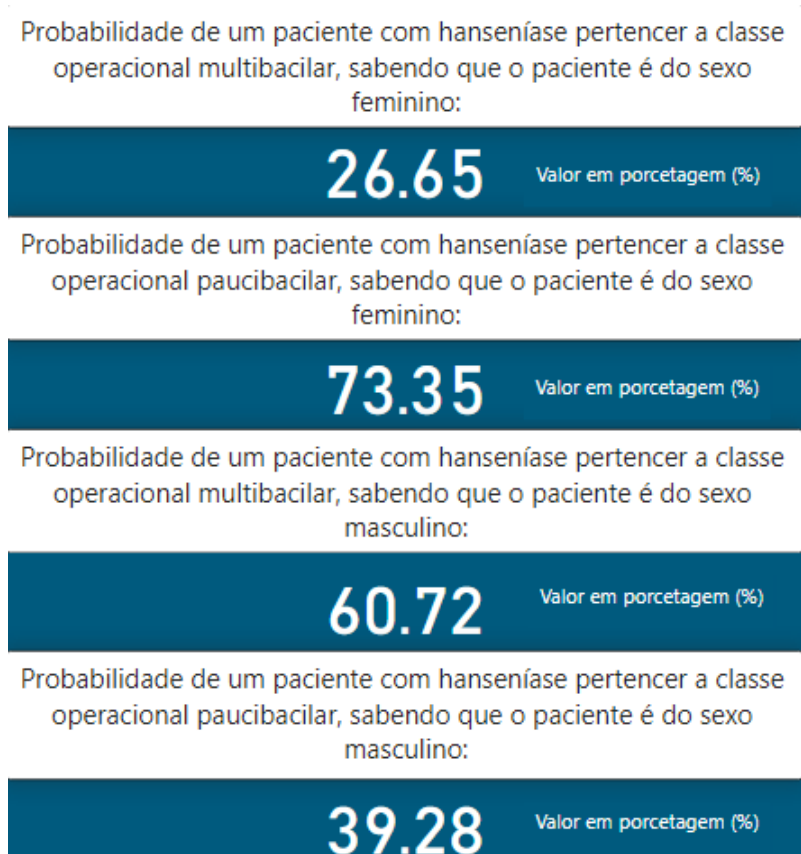 Probabilidade de um paciente com hanseníase pertencer a classe
operacional multibacilar, sabendo que o paciente é do sexo
feminino:
26.65 Valor em porcetagem (%)
Probabilidade de um paciente com hanseníase pertencer a classe
operacional paucibacilar, sabendo que o paciente é do sexo
feminino:
73.35 Valor em porcetagem (%)
Probabilidade de um paciente com hanseníase pertencer a classe
operacional multibacilar, sabendo que o paciente é do sexo
masculino:
60.72 Valor em porcetagem (%)
Probabilidade de um paciente com hanseníase pertencer a classe
operacional paucibacilar, sabendo que o paciente é do sexo
masculino:
39.28 Valor em porcetagem (%)